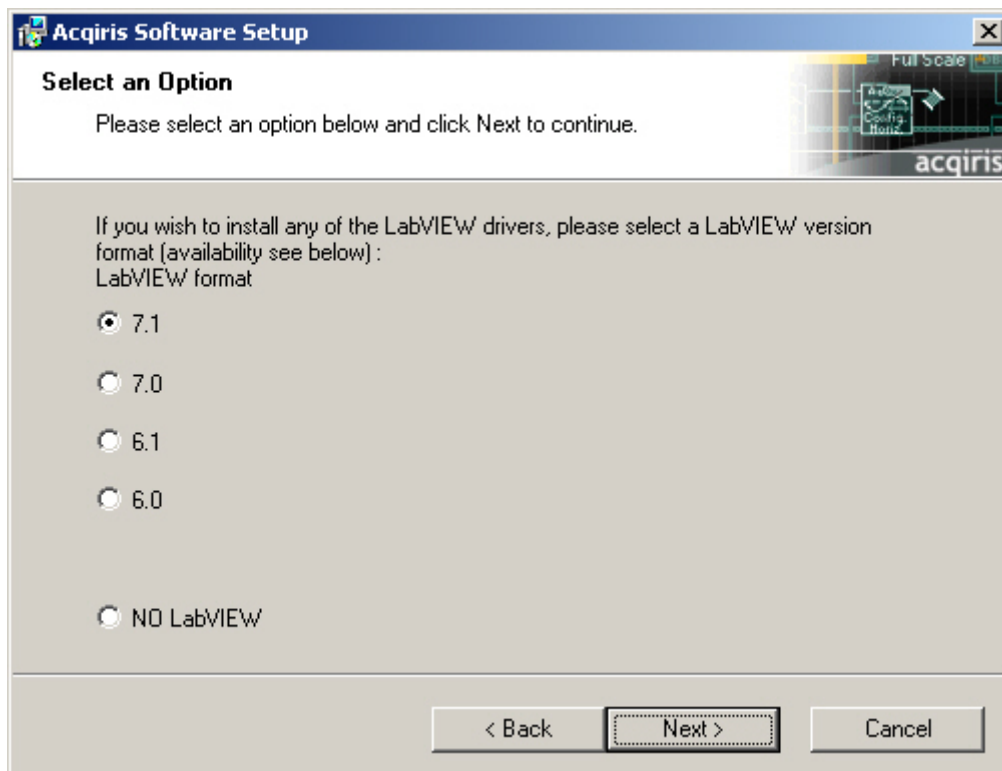 Acqiris Software Setup
Full Scale
Select an Option
Please select an option below and click Next to continue.
Config.
Horiz.
acqiris
If you wish to install any of the LabVIEW drivers, please select a LabVIEW version
format (availability see below) :
LabVIEW format
7.1
7.0
6.1
6.0
NO LabVIEW
< Back
Next >
Cancel